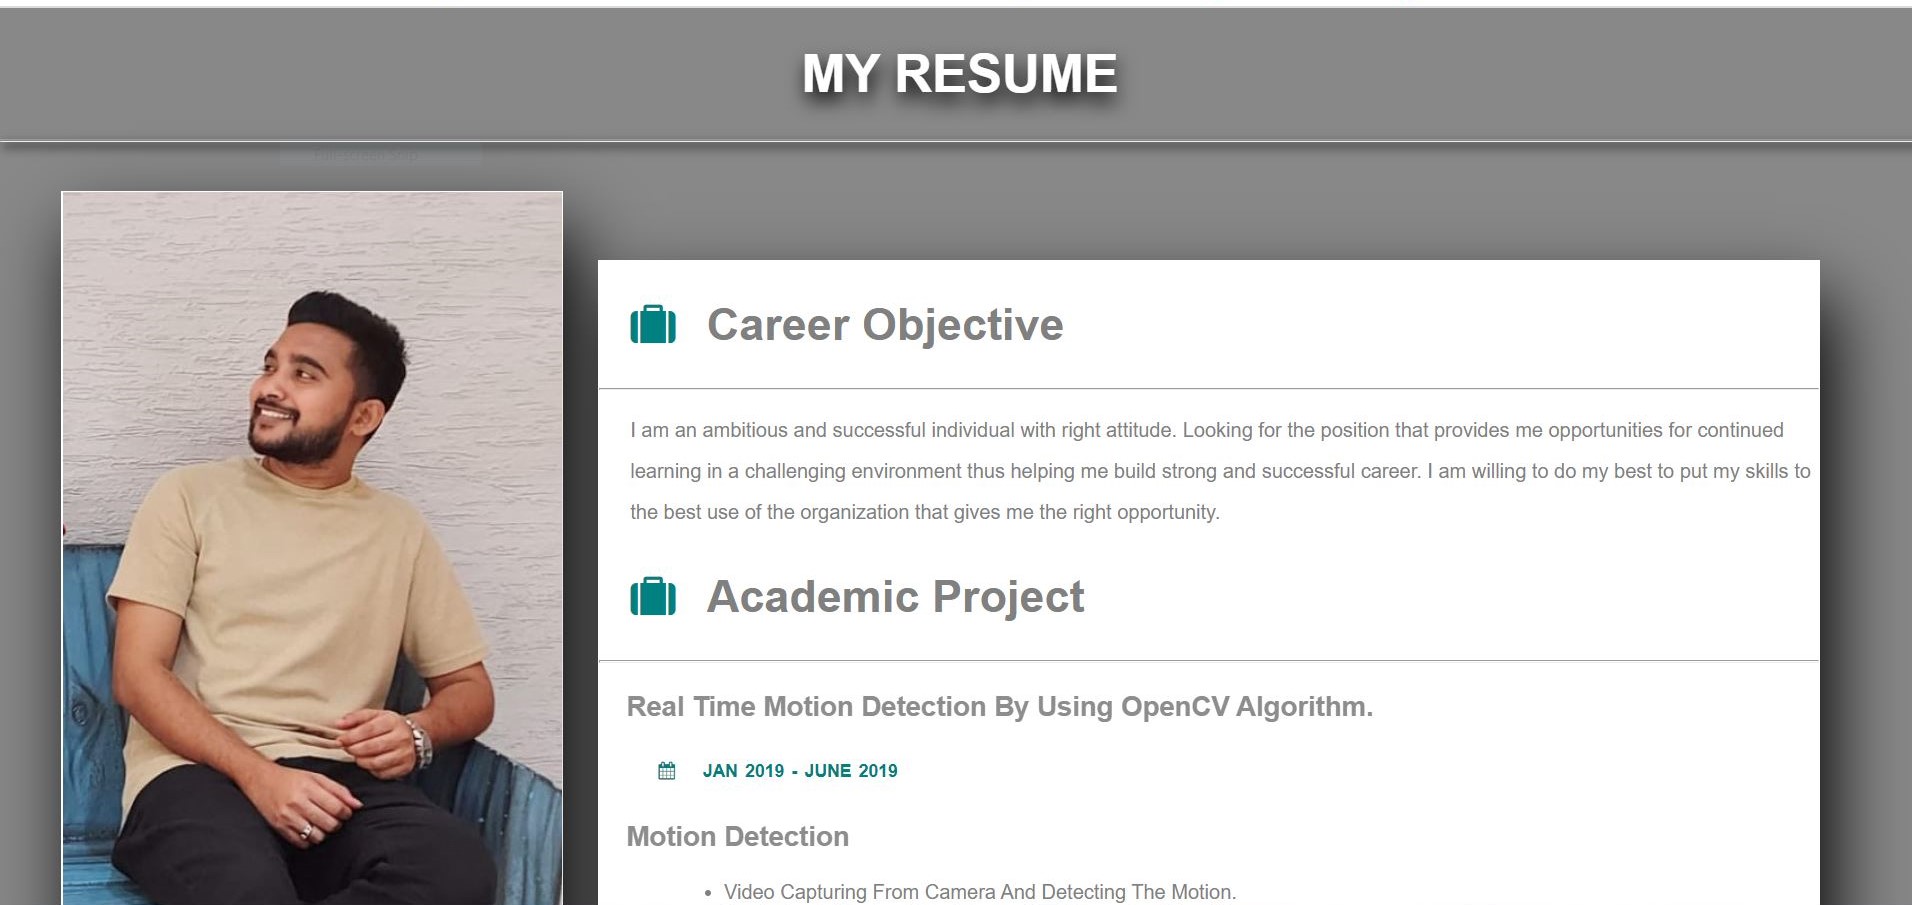 MY RESUME
Full-screen Snip
Career Objective
I am an ambitious and successful individual with right attitude. Looking for the position that provides me opportunities for continued
learning in a challenging environment thus helping me build strong and successful career. I am willing to do my best to put my skills to
the best use of the organization that gives me the right opportunity.
Academic Project
Real Time Motion Detection By Using OpenCV Algorithm.
JAN 2019 - JUNE 2019
Motion Detection
• Video Capturing From Camera And Detecting The Motion.